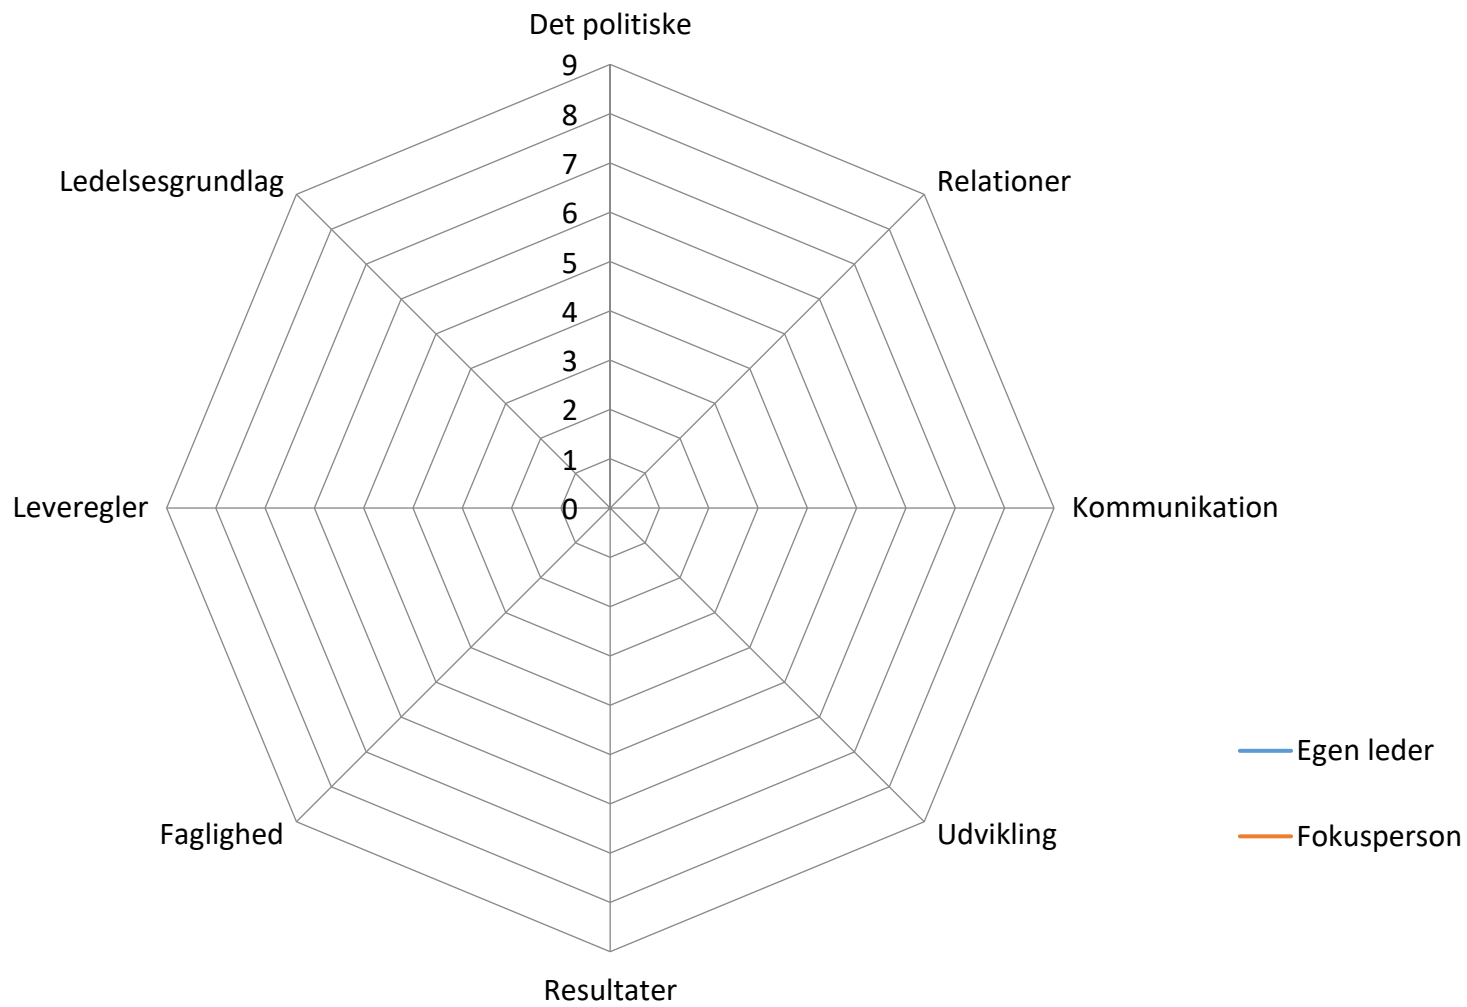 Det politiske
9
8
7
6
5
4
3
2
1
0
Relationer
Kommunikation
Udvikling
Resultater
Faglighed
Leveregler
Ledelsesgrundlag
Egen leder
Fokusperson